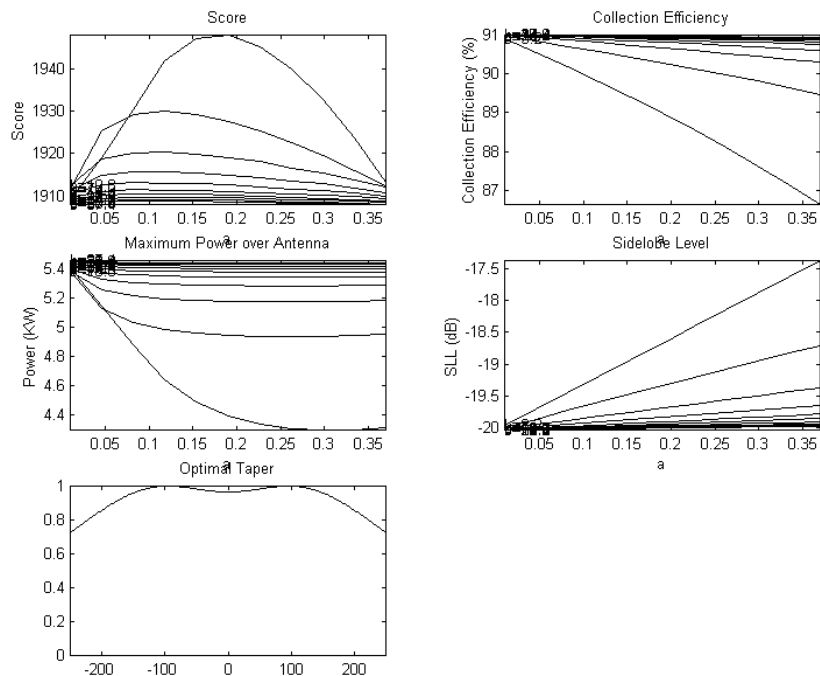 Score
Score
1940
1930
1920
1910
0.05 0.1 0.15 0.2 0.25 0.3 0.35
a
Collection Efficiency
Collection Efficiency (%)
91
90
89
88
87
0.05 0.1 0.15 0.2 0.25 0.3 0.35
Maximum Power over Antenna
Power (KW)
5.4
5.2
5
4.8
4.6
4.4
0.05 0.1 0.15 0.2 0.25 0.3 0.35
a
Sidelobe Level
SLL (dB)
-17.5
-18
-18.5
-19
-19.5
-20
0.05 0.1 0.15 0.2 0.25 0.3 0.35
a
Optimal Taper
1
0.8
0.6
0.4
0.2
0
-200 -100 0 100 200